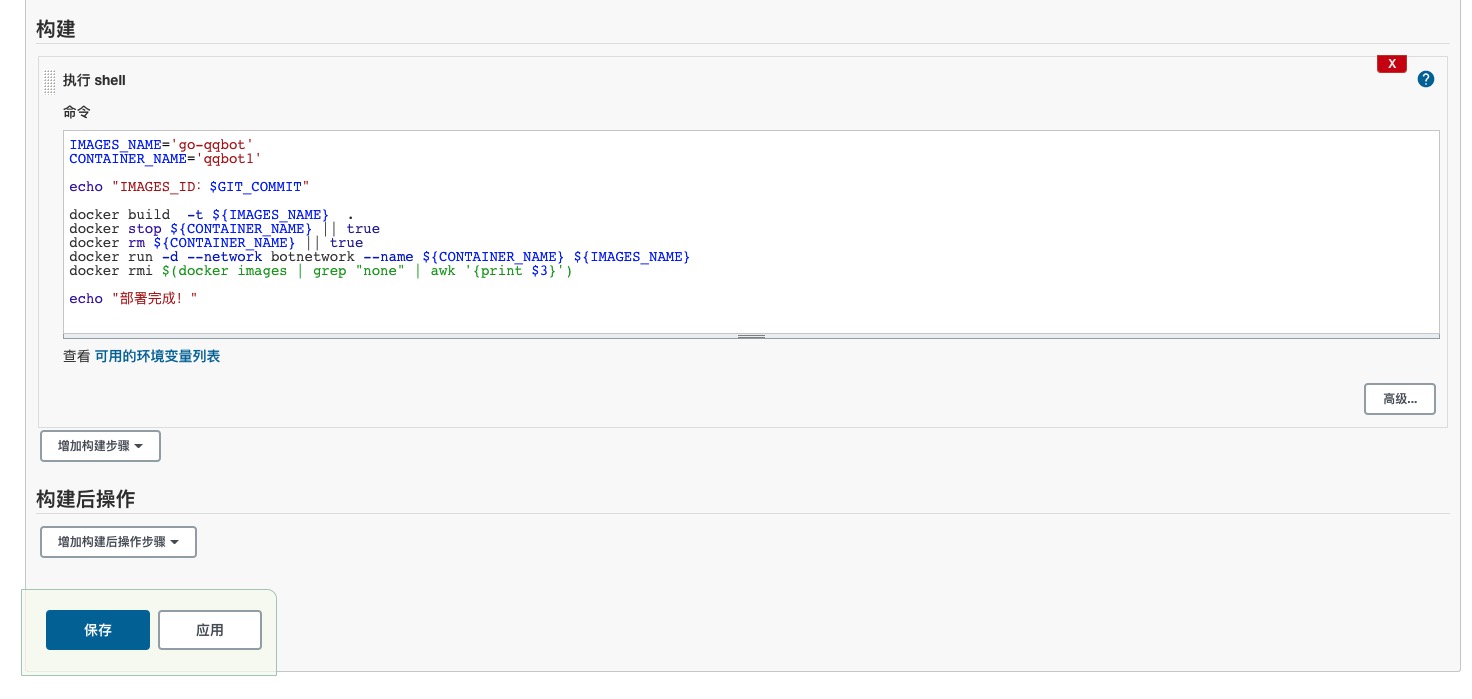 构建
X
执行 shell
?
命令
IMAGES_NAME='go-qqbot'
CONTAINER_NAME='qqbot1'
echo "IMAGES_ID: $GIT_COMMIT"
docker build  -t ${IMAGES_NAME}  .
docker stop ${CONTAINER_NAME} || true
docker rm ${CONTAINER_NAME} || true
docker run -d --network botnetwork --name ${CONTAINER_NAME} ${IMAGES_NAME}
docker rmi $(docker images | grep "none" | awk '{print $3}')
echo "部署完成！"
查看 可用的环境变量列表
高级...
增加构建步骤
构建后操作
增加构建后操作步骤
保存 应用